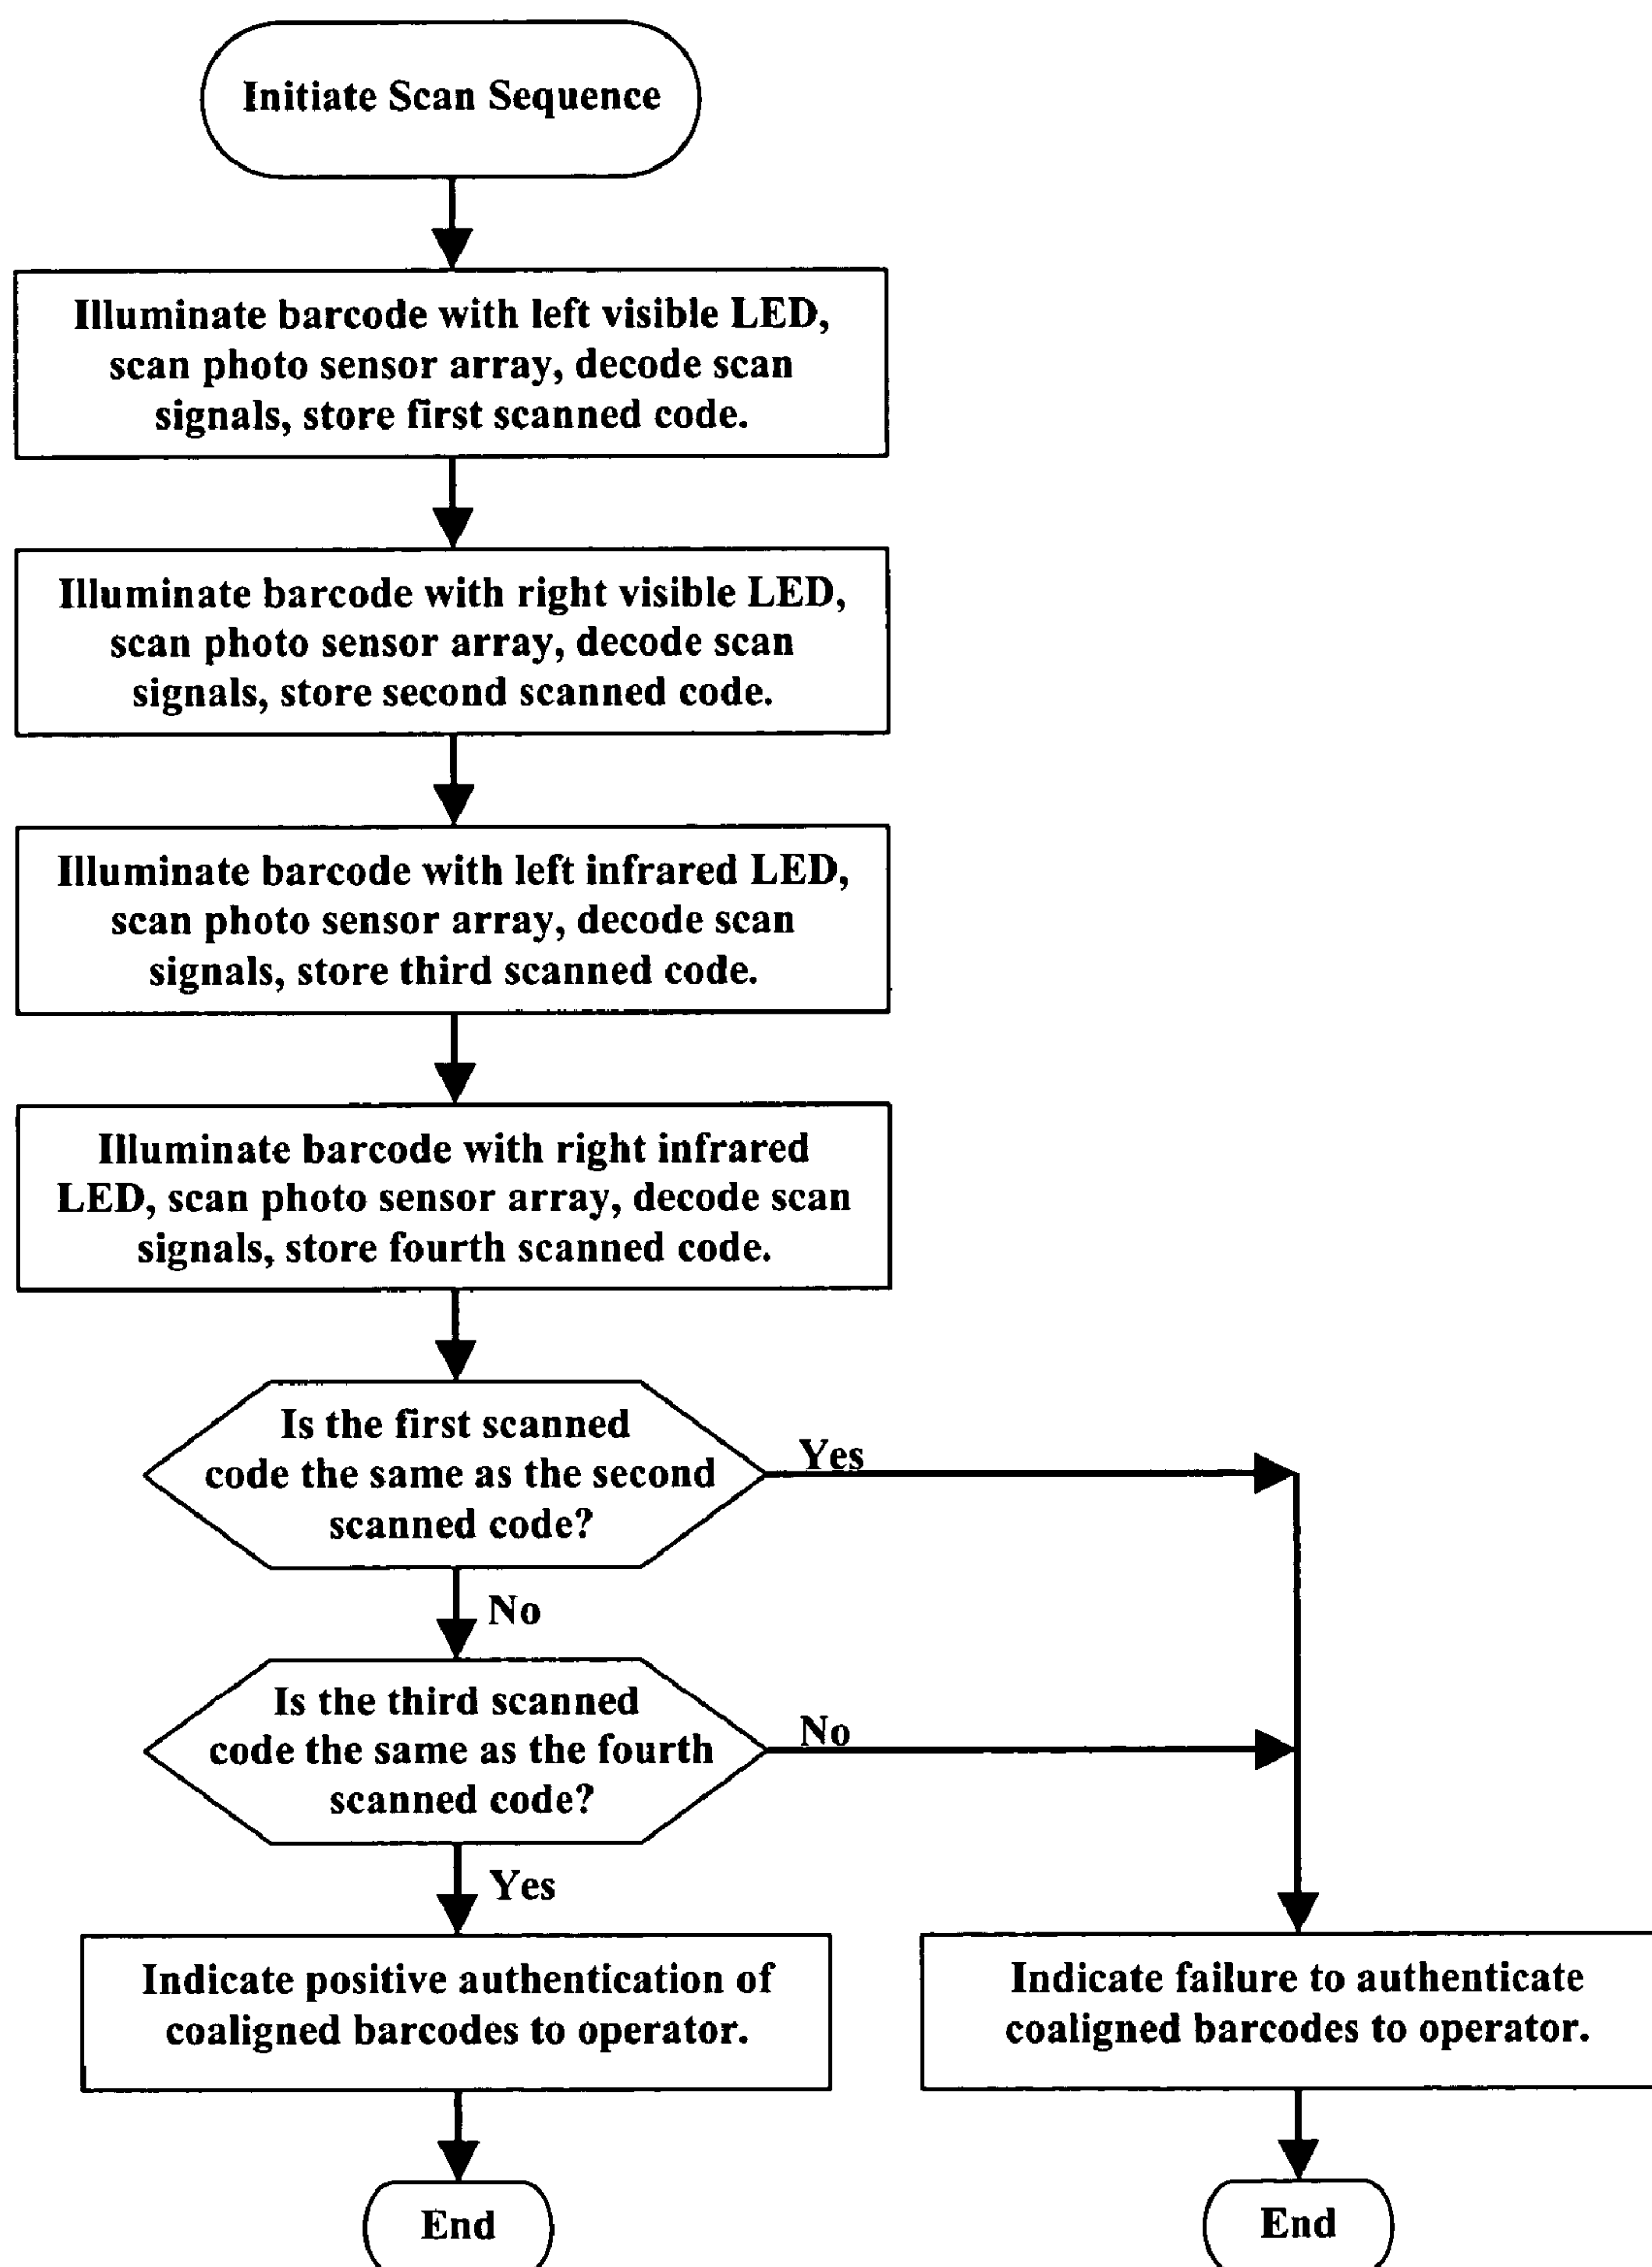 Initiate Scan Sequence
Illuminate barcode with left visible LED,
scan photo sensor array, decode scan
signals, store first scanned code.
Illuminate barcode with right visible LED,
scan photo sensor array, decode scan
signals, store second scanned code.
Illuminate barcode with left infrared LED,
scan photo sensor array, decode scan
signals, store third scanned code.
Illuminate barcode with right infrared
LED, scan photo sensor array, decode scan
signals, store fourth scanned code.
Is the first scanned
code the same as the second
scanned code?
Yes
No
Is the third scanned
code the same as the fourth
scanned code?
No
Yes
Indicate positive authentication of
coaligned barcodes to operator.
Indicate failure to authenticate
coaligned barcodes to operator.
End
End